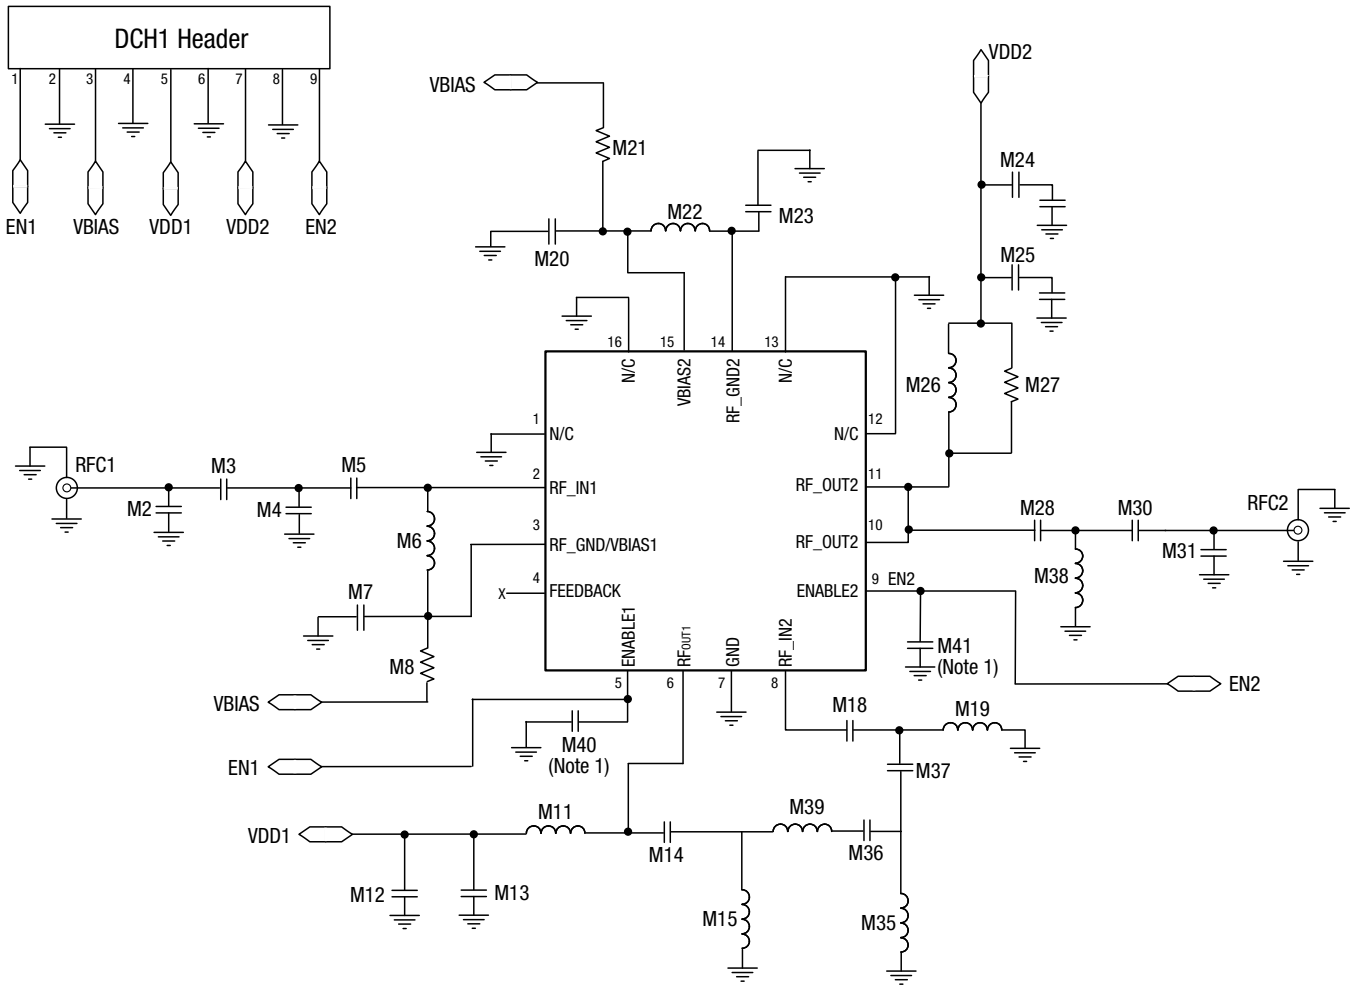 DCH1 Header
1 2 3 4 5 6 7 8 9
EN1 VBIAS VDD1 VDD2 EN2
VBIAS
VDD2
M21
M24
M22
M23
M20
M25
16 15 14 13
N/C VBIAS2 RF_GND2 N/C
M26 M27
1
N/C
12
N/C
RFC1
M3 M5
2
RF_IN1
11
RF_OUT2
M2 M4
M28 M30
RFC2
M6
3
RF_GND/VBIAS1
10
RF_OUT2
M31
M38
M7
4
X
FEEDBACK
ENABLE2
9
EN2
M8
ENABLE1 RFOUT1 GND RF_IN2
M41
(Note 1)
5 6 7 8
VBIAS
EN2
M18 M19
M40
(Note 1)
EN1
M37
M11
M39
VDD1
M14
M36
M12 M13
M15
M35